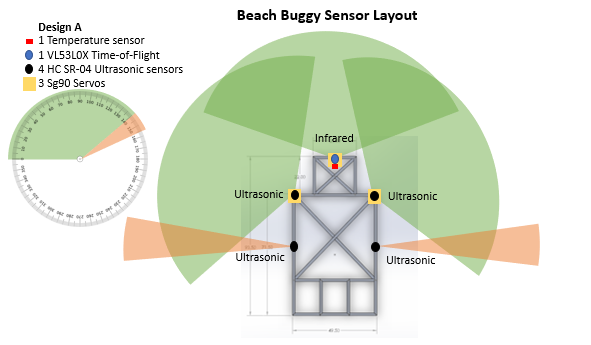 Beach Buggy Sensor Layout
Design A
1 Temperature sensor
1 VL53L0X Time-of-Flight
4 HC SR-04 Ultrasonic sensors
3 Sg90 Servos
Infrared
Ultrasonic
Ultrasonic
Ultrasonic
Ultrasonic